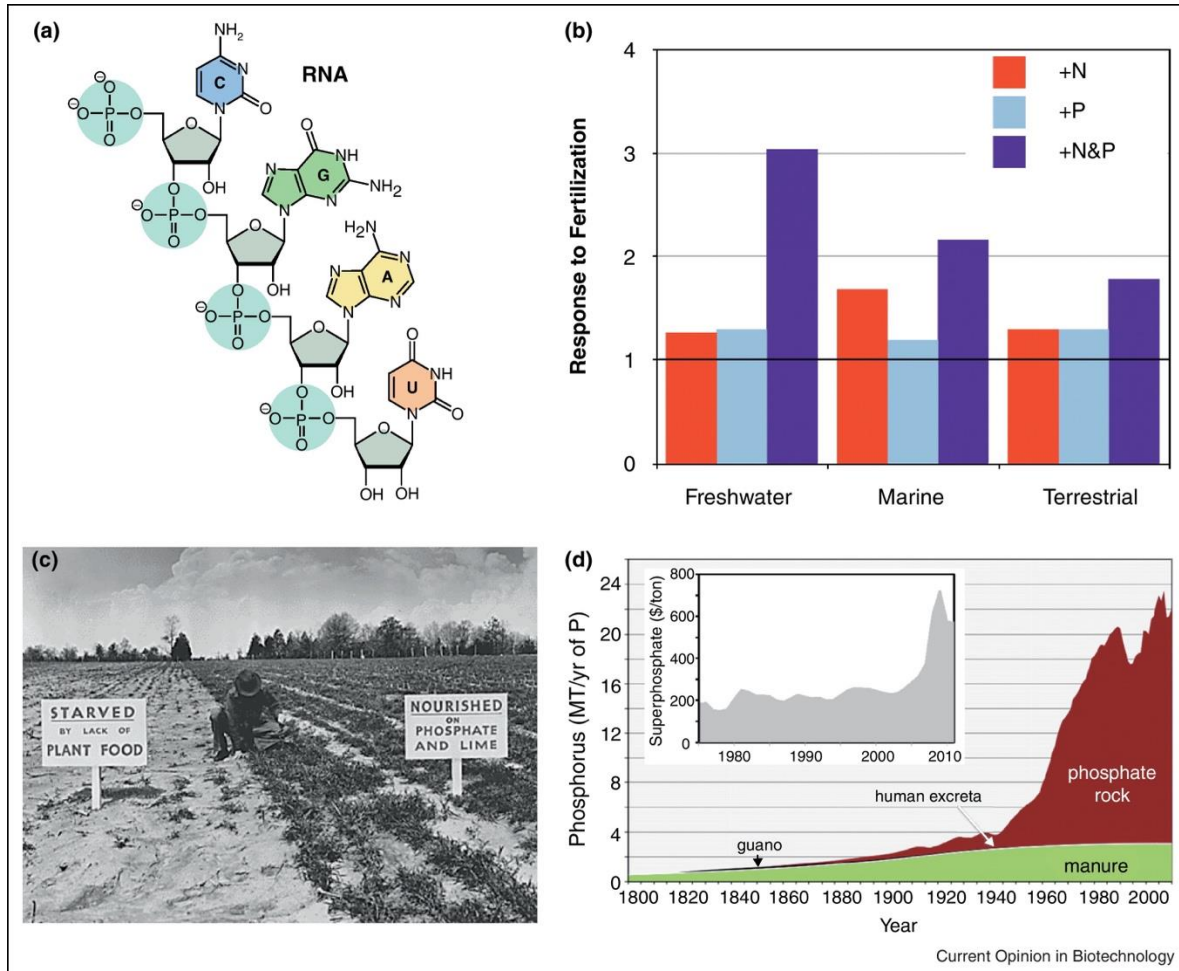 (a)
RNA
NH₂
C
N
N
O
⊖
O
⊖
O
P
O
O
O
O
OH
O
N
NH
G
N
N
NH₂
O
⊖
O
P
O
O
O
OH
NH₂
N
N
A
N
N
O
⊖
O
P
O
O
O
OH
O
NH
U
N
O
O
⊖
O
P
O
O
O
OH
OH
(b)
Response to Fertilization
4
3
2
1
0
+N
+P
+N&P
Freshwater
Marine
Terrestrial
(c)
STARVED
BY LACK OF
PLANT FOOD
NOURISHED
ON
PHOSPHATE
AND LIME
(d)
Phosphorus (MT/yr of P)
24
20
16
12
8
4
0
Superphosphate ($/ton)
800
600
400
200
0
1980
1990
2000
2010
guano
human excreta
phosphate
rock
manure
1800
1820
1840
1860
1880
1900
1920
1940
1960
1980
2000
Year
Current Opinion in Biotechnology